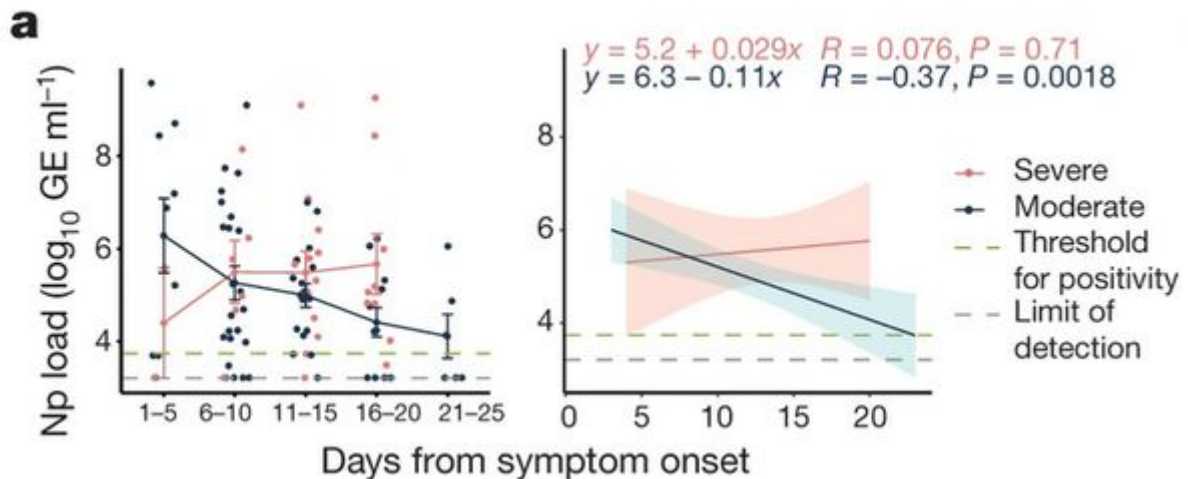 a
y = 5.2 + 0.029x R = 0.076, P = 0.71
y = 6.3 – 0.11x R = –0.37, P = 0.0018
Np load (log₁₀ GE ml⁻¹)
8
6
4
1–5 6–10 11–15 16–20 21–25
8
6
4
0 5 10 15 20
Days from symptom onset
Severe
Moderate
Threshold
for positivity
Limit of
detection